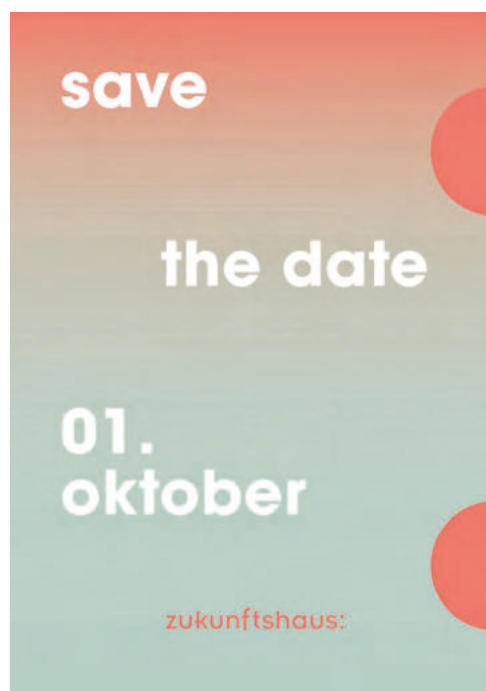 save
the date
01.
oktober
zukunftshaus: